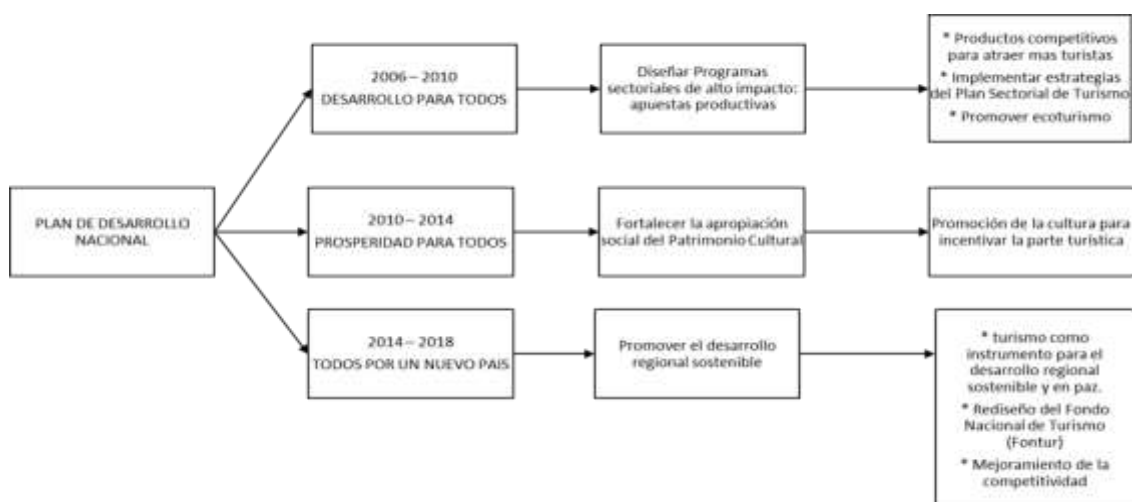 PLAN DE DESARROLLO
NACIONAL
2006 – 2010
DESARROLLO PARA TODOS
Diseñar Programas
sectoriales de alto impacto:
apuestas productivas
* Productos competitivos
para atraer mas turistas
* Implementar estrategias
del Plan Sectorial de Turismo
* Promover ecoturismo
2010 – 2014
PROSPERIDAD PARA TODOS
Fortalecer la apropiación
social del Patrimonio Cultural
Promoción de la cultura para
incentivar la parte turística
2014 – 2018
TODOS POR UN NUEVO PAIS
Promover el desarrollo
regional sostenible
* turismo como
instrumento para el
desarrollo regional
sostenible y en paz.
* Rediseño del Fondo
Nacional de Turismo
(Fontur)
* Mejoramiento de la
competitividad